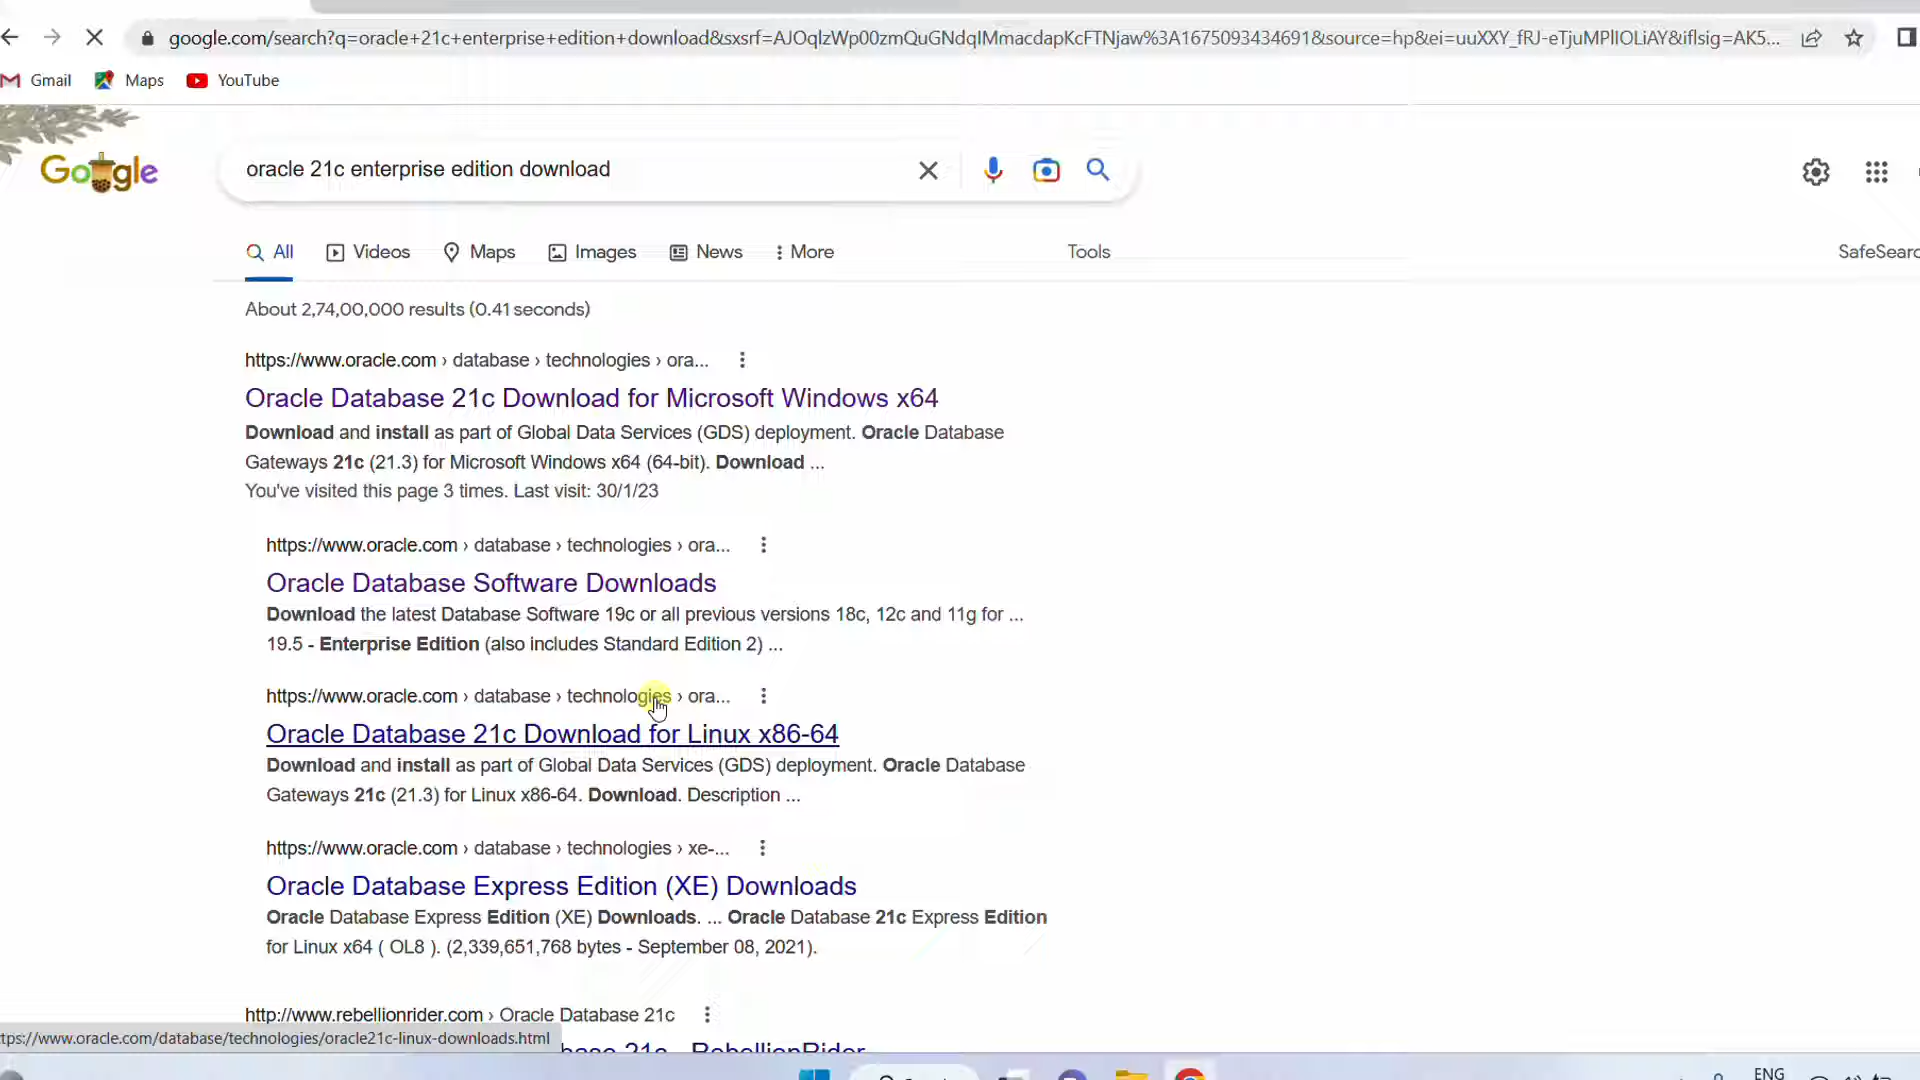 google.com/search?q=oracle+21c+enterprise+edition+download&sxsrf=AJOqlzWp00zmQuGNdqIMmacdapKcFTNjaw%3A1675093434691&source=hp&ei=uuXXY_fRJ-eTjuMPlIOLiAY&iflsig=AK5...
Gmail Maps YouTube
Google
oracle 21c enterprise edition download
All Videos Maps Images News More Tools
About 2,74,00,000 results (0.41 seconds)
https://www.oracle.com › database › technologies › ora...
Oracle Database 21c Download for Microsoft Windows x64
Download and install as part of Global Data Services (GDS) deployment. Oracle Database
Gateways 21c (21.3) for Microsoft Windows x64 (64-bit). Download ...
You've visited this page 3 times. Last visit: 30/1/23
https://www.oracle.com › database › technologies › ora...
Oracle Database Software Downloads
Download the latest Database Software 19c or all previous versions 18c, 12c and 11g for ...
19.5 - Enterprise Edition (also includes Standard Edition 2) ...
https://www.oracle.com › database › technologies › ora...
Oracle Database 21c Download for Linux x86-64
Download and install as part of Global Data Services (GDS) deployment. Oracle Database
Gateways 21c (21.3) for Linux x86-64. Download. Description ...
https://www.oracle.com › database › technologies › xe-...
Oracle Database Express Edition (XE) Downloads
Oracle Database Express Edition (XE) Downloads. ... Oracle Database 21c Express Edition
for Linux x64 ( OL8 ). (2,339,651,768 bytes - September 08, 2021).
http://www.rebellionrider.com › Oracle Database 21c
tps://www.oracle.com/database/technologies/oracle21c-linux-downloads.html
base 21c - RebellionRider
ENG